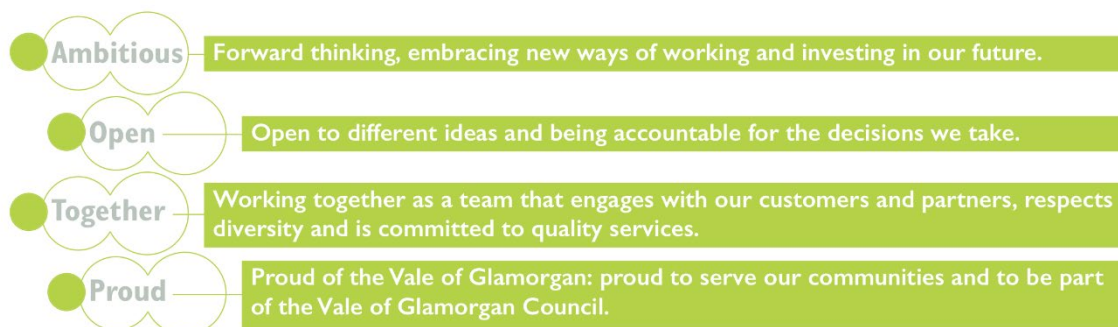 Ambitious
Forward thinking, embracing new ways of working and investing in our future.
Open
Open to different ideas and being accountable for the decisions we take.
Together
Working together as a team that engages with our customers and partners, respects
diversity and is committed to quality services.
Proud
Proud of the Vale of Glamorgan: proud to serve our communities and to be part
of the Vale of Glamorgan Council.